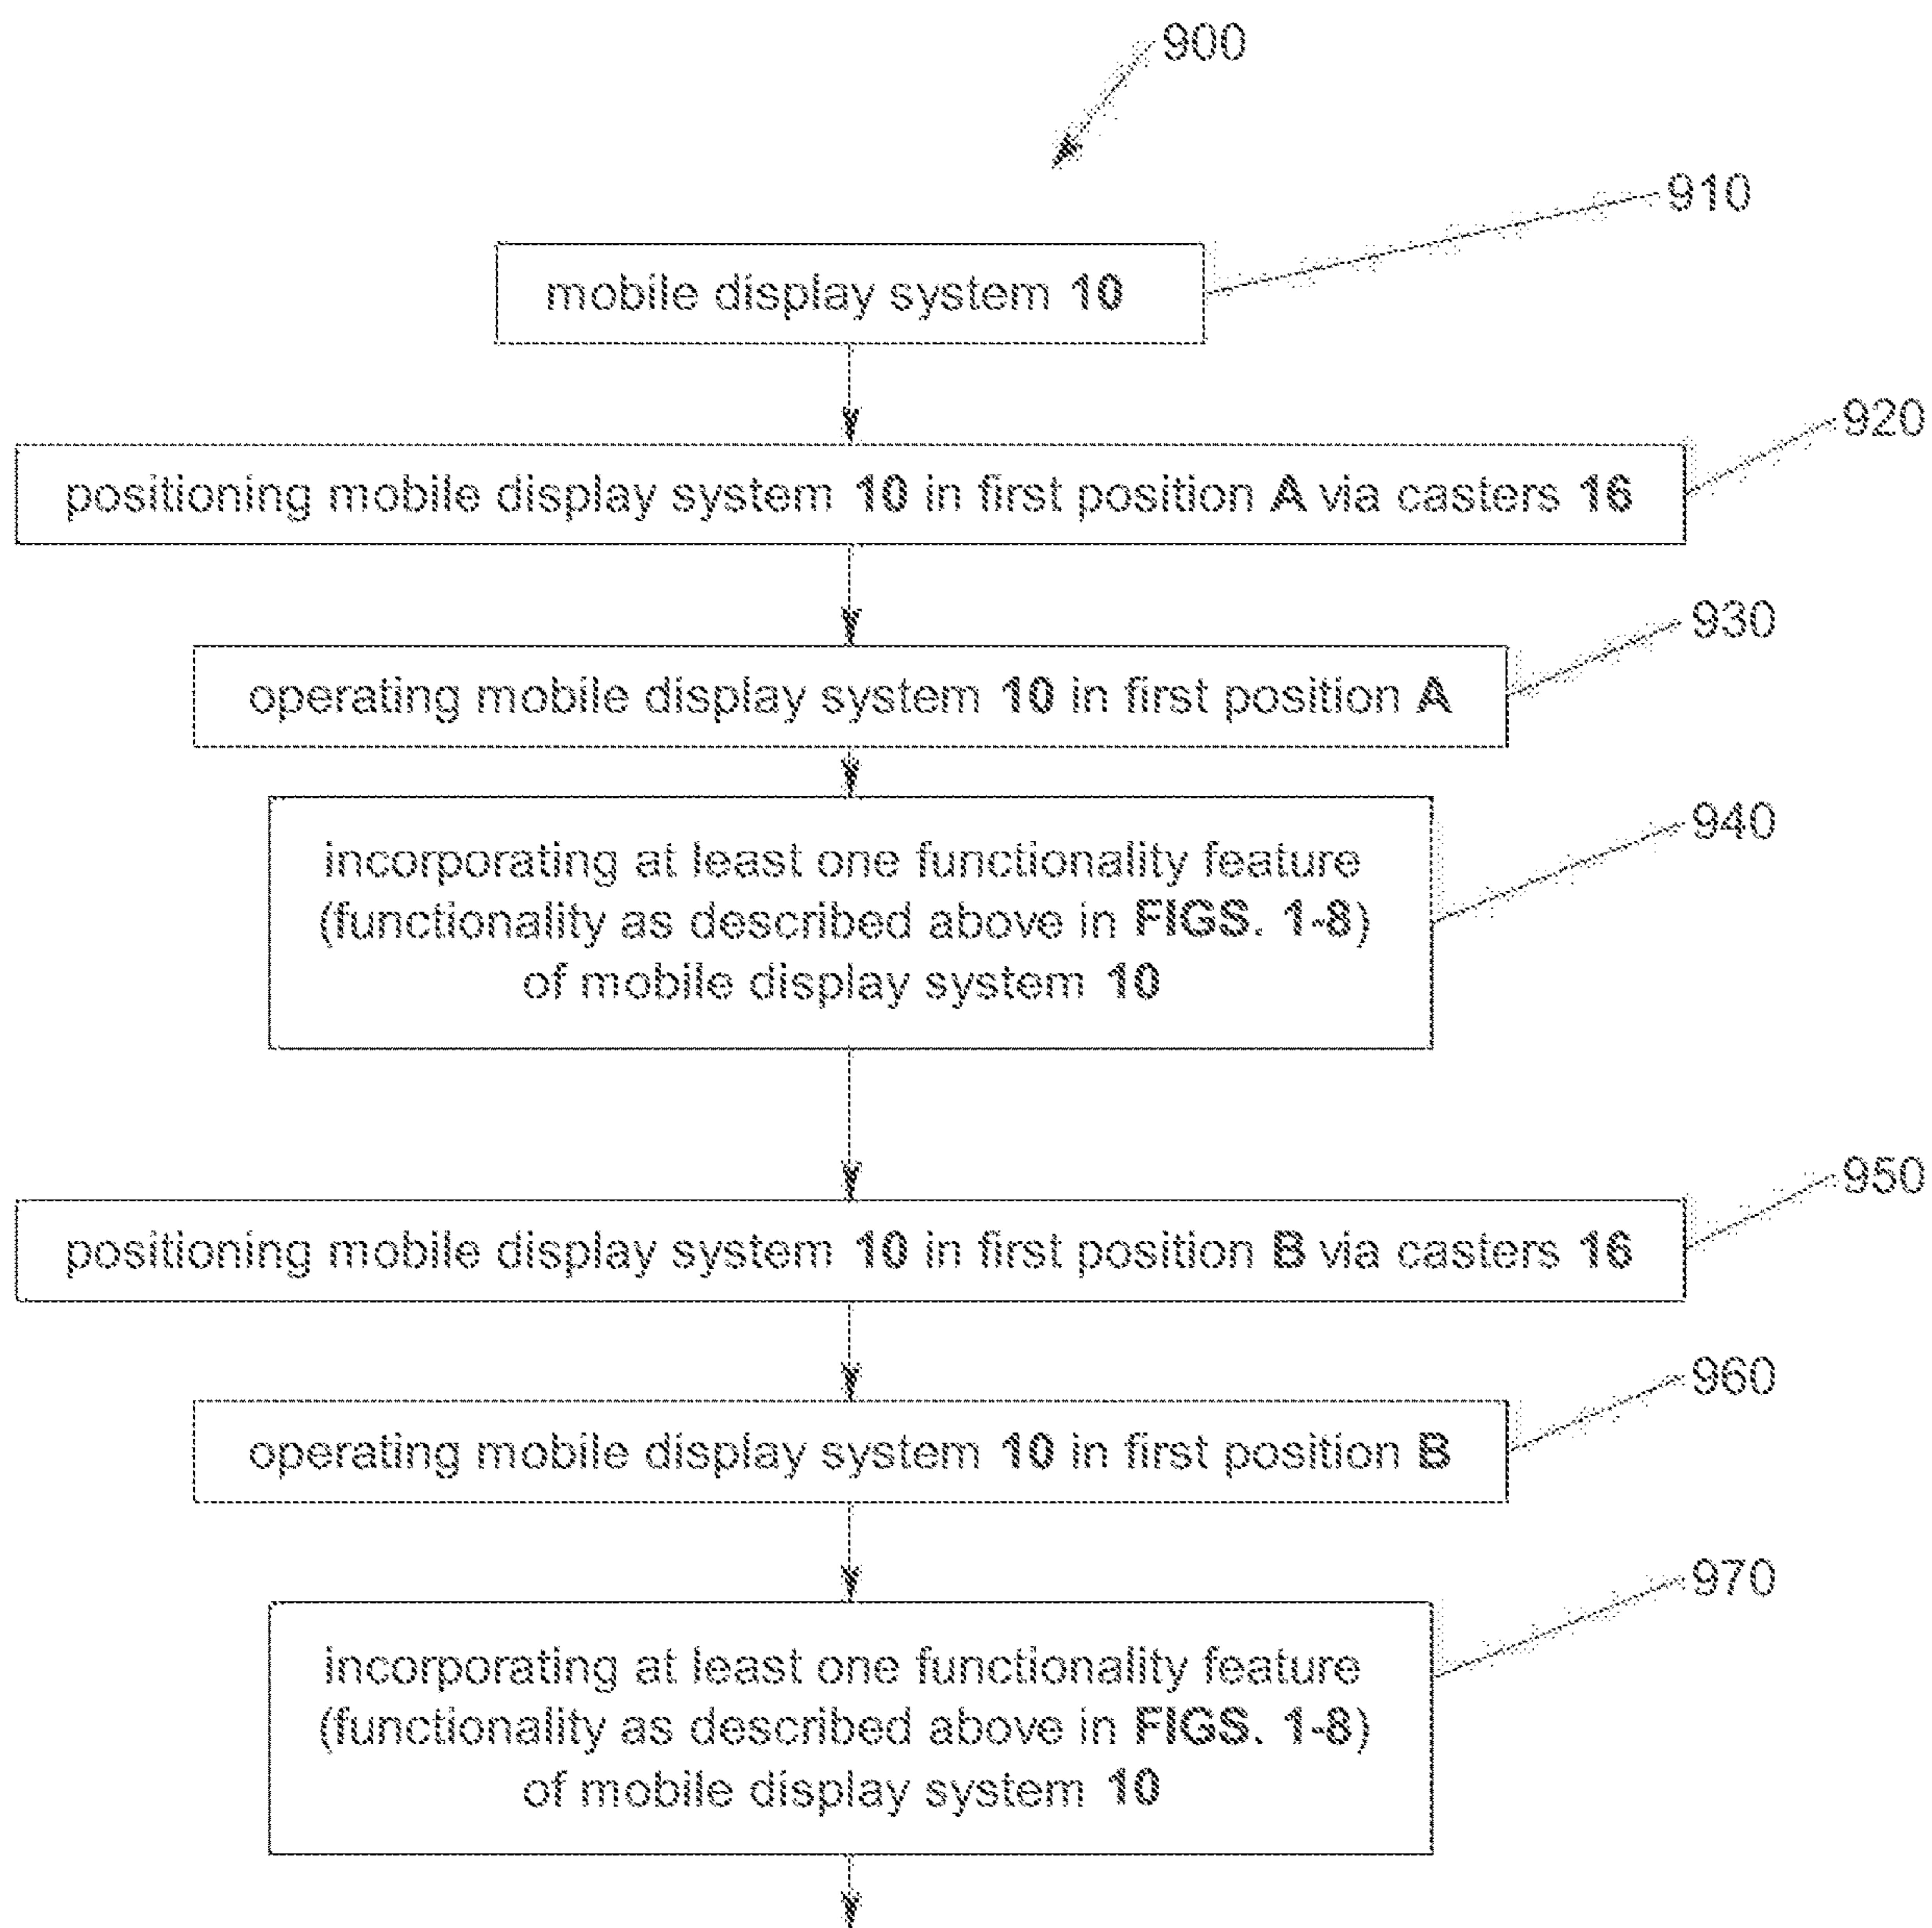 900
910
mobile display system 10
920
positioning mobile display system 10 in first position A via casters 16
930
operating mobile display system 10 in first position A
940
incorporating at least one functionality feature
(functionality as described above in FIGS. 1-8)
of mobile display system 10
950
positioning mobile display system 10 in first position B via casters 16
960
operating mobile display system 10 in first position B
970
incorporating at least one functionality feature
(functionality as described above in FIGS. 1-8)
of mobile display system 10